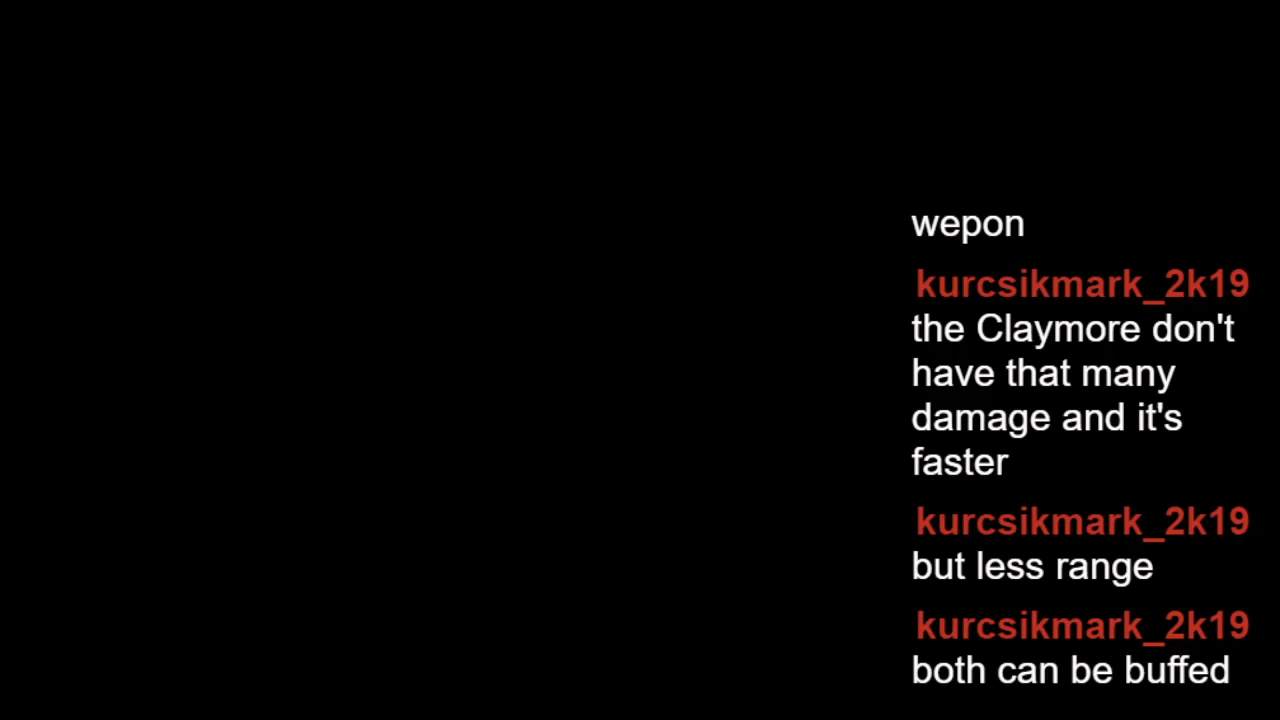 wepon
kurcsikmark_2k19
the Claymore don't
have that many
damage and it's
faster
kurcsikmark_2k19
but less range
kurcsikmark_2k19
both can be buffed